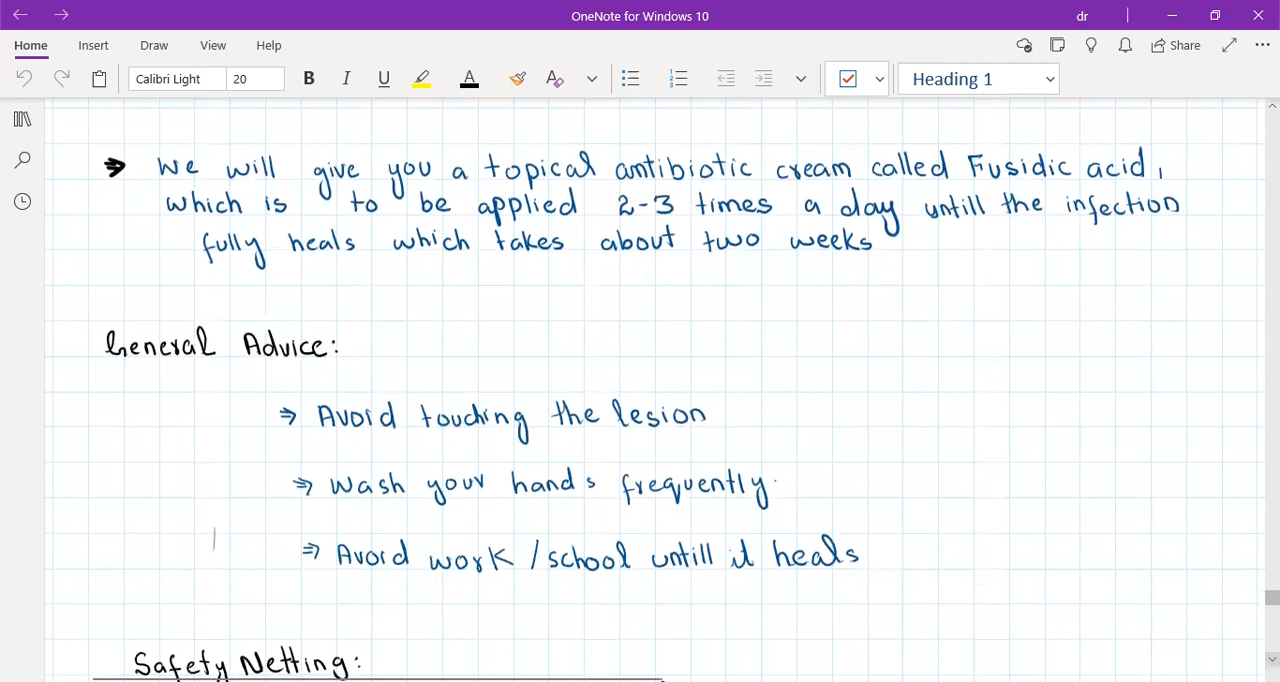 OneNote for Windows 10
dr
Home Insert Draw View Help
Share
Calibri Light 20 B I U A A Heading 1
We will give you a topical antibiotic cream called Fusidic acid,
which is to be applied 2-3 times a day untill the infection
fully heals which takes about two weeks
General Advice:
⇒ Avoid touching the lesion
⇒ Wash your hands frequently.
⇒ Avoid work / school untill it heals
Safety Netting: